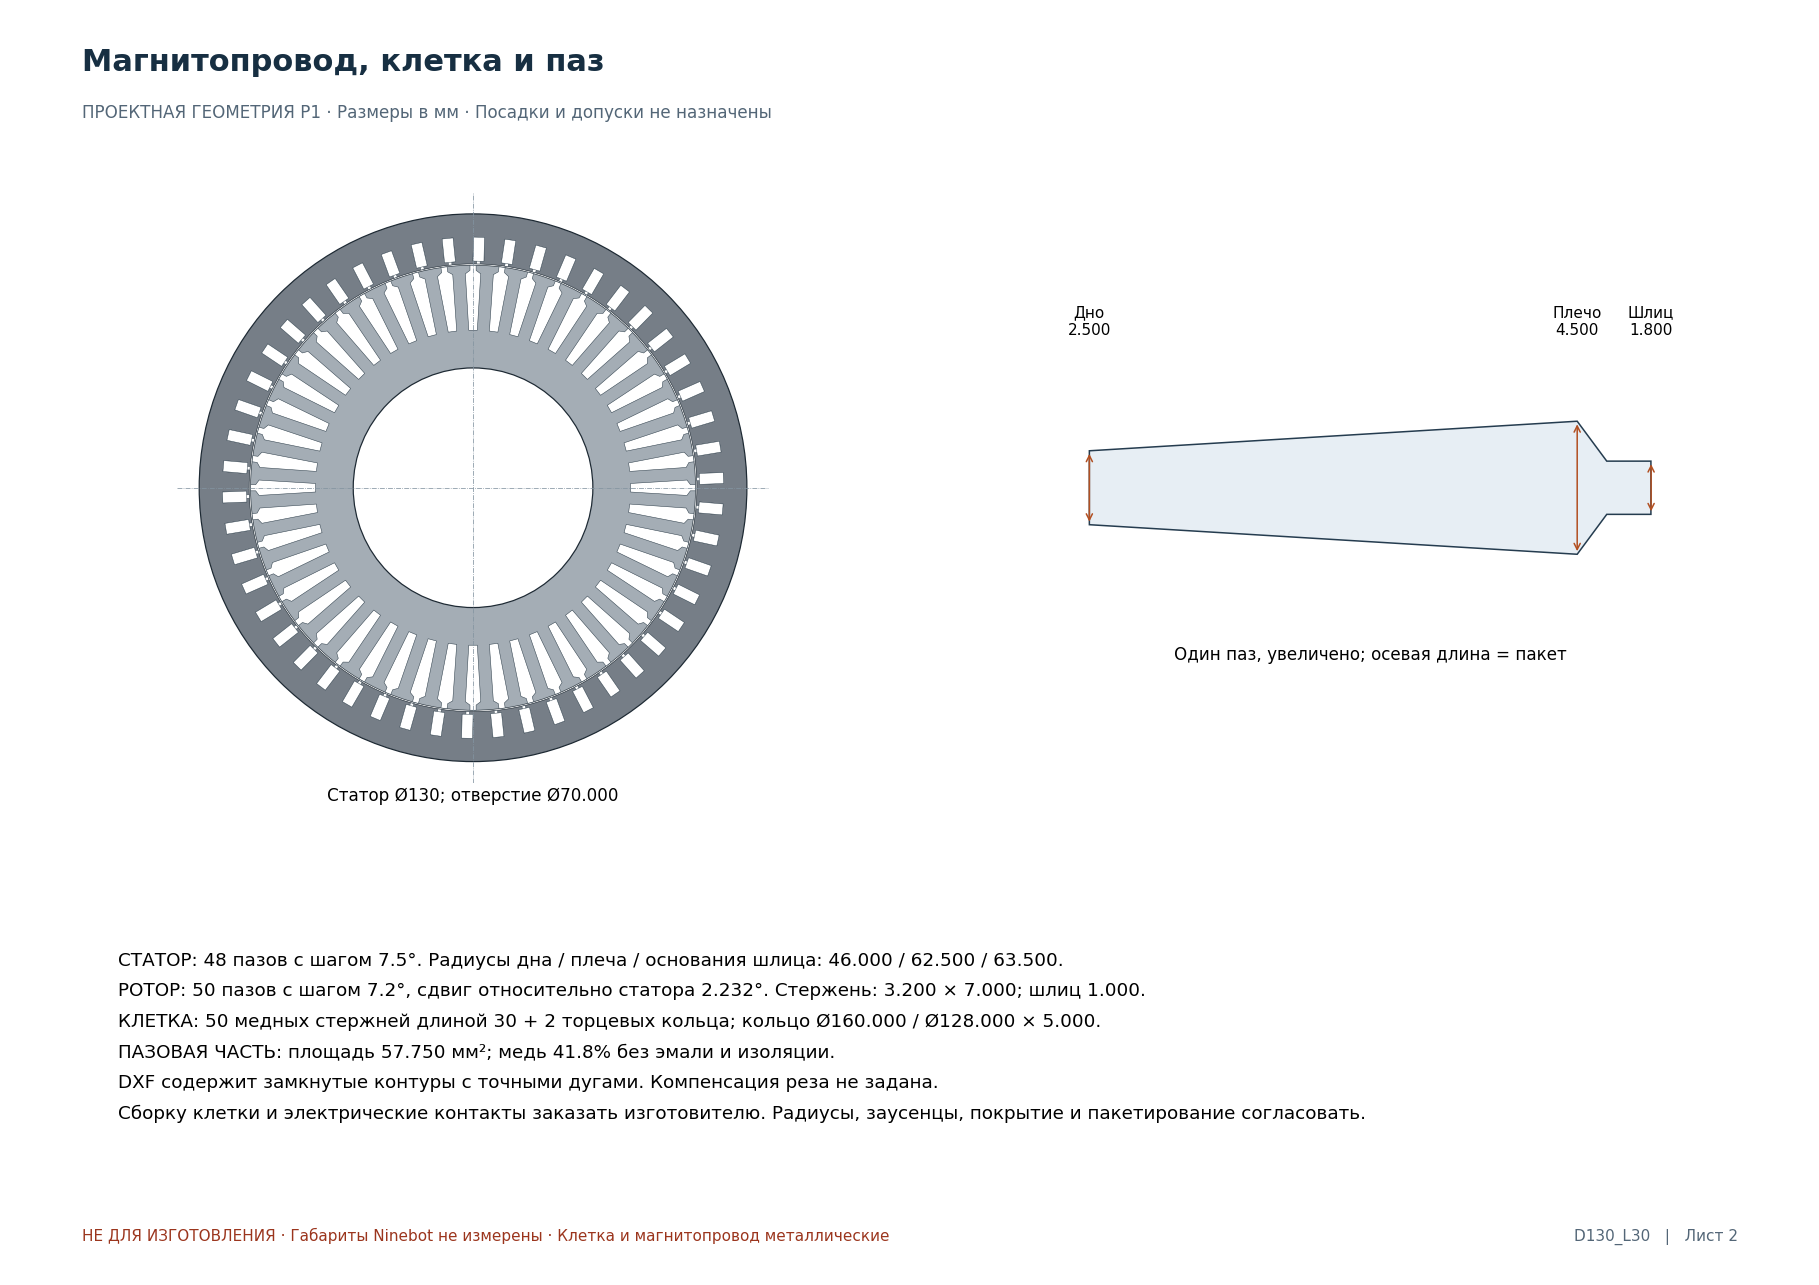 Магнитопровод, клетка и паз
ПРОЕКТНАЯ ГЕОМЕТРИЯ P1 · Размеры в мм · Посадки и допуски не назначены
Дно
2.500
Плечо
4.500
Шлиц
1.800
Один паз, увеличено; осевая длина = пакет
Статор Ø130; отверстие Ø70.000
СТАТОР: 48 пазов с шагом 7.5°. Радиусы дна / плеча / основания шлица: 46.000 / 62.500 / 63.500.
РОТОР: 50 пазов с шагом 7.2°, сдвиг относительно статора 2.232°. Стержень: 3.200 × 7.000; шлиц 1.000.
КЛЕТКА: 50 медных стержней длиной 30 + 2 торцевых кольца; кольцо Ø160.000 / Ø128.000 × 5.000.
ПАЗОВАЯ ЧАСТЬ: площадь 57.750 мм²; медь 41.8% без эмали и изоляции.
DXF содержит замкнутые контуры с точными дугами. Компенсация реза не задана.
Сборку клетки и электрические контакты заказать изготовителю. Радиусы, заусенцы, покрытие и пакетирование согласовать.
НЕ ДЛЯ ИЗГОТОВЛЕНИЯ · Габариты Ninebot не измерены · Клетка и магнитопровод металлические
D130_L30 | Лист 2